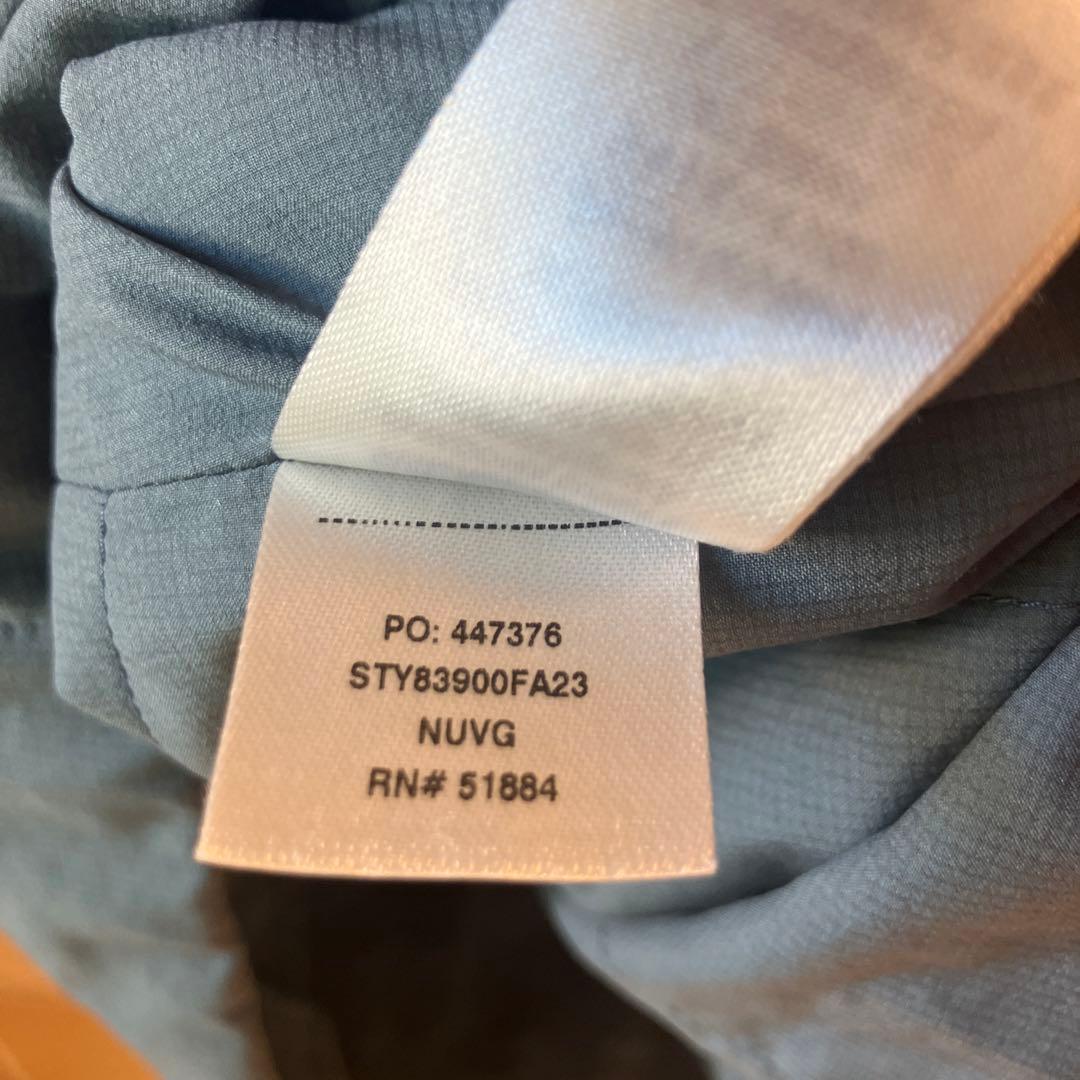 PO: 447376
STY83900FA23
NUVG
RN# 51884